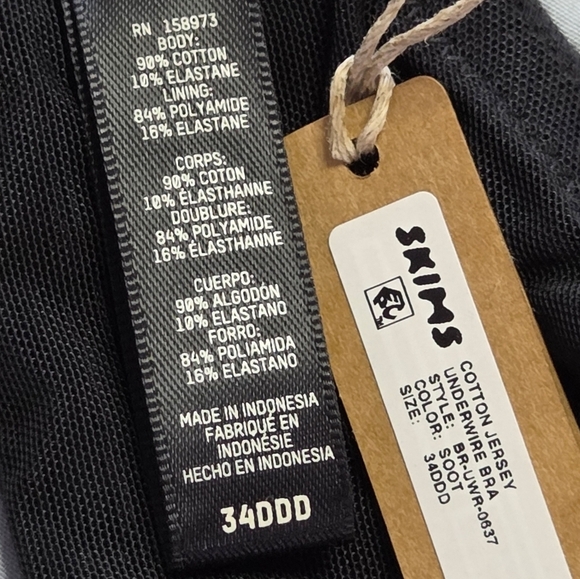 RN 158973
BODY:
90% COTTON
10% ELASTANE
LINING:
84% POLYAMIDE
16% ELASTANE
CORPS:
90% COTON
10% ÉLASTHANNE
DOUBLURE:
84% POLYAMIDE
16% ÉLASTHANNE
CUERPO:
90% ALGODÓN
10% ELASTANO
FORRO:
84% POLIAMIDA
16% ELASTANO
MADE IN INDONESIA
FABRIQUÉ EN
INDONÉSIE
HECHO EN INDONESIA
34DDD
SKIMS
COTTON JERSEY
UNDERWIRE BRA
STYLE: BR-UWR-0637
COLOR: SOOT
SIZE: 34DDD